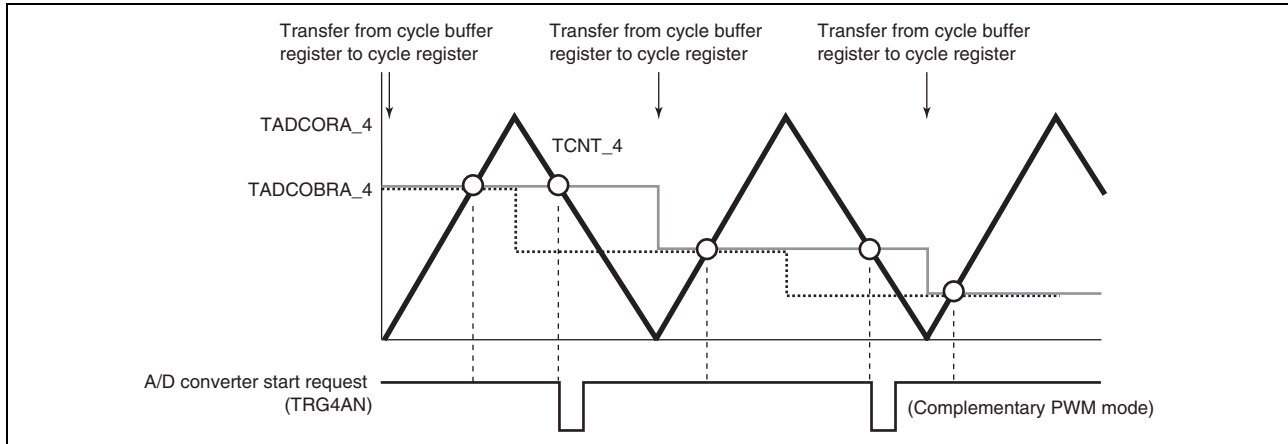 Transfer from cycle buffer
register to cycle register
Transfer from cycle buffer
register to cycle register
Transfer from cycle buffer
register to cycle register
TADCORA_4
TCNT_4
TADCOBRA_4
A/D converter start request
(TRG4AN)
(Complementary PWM mode)